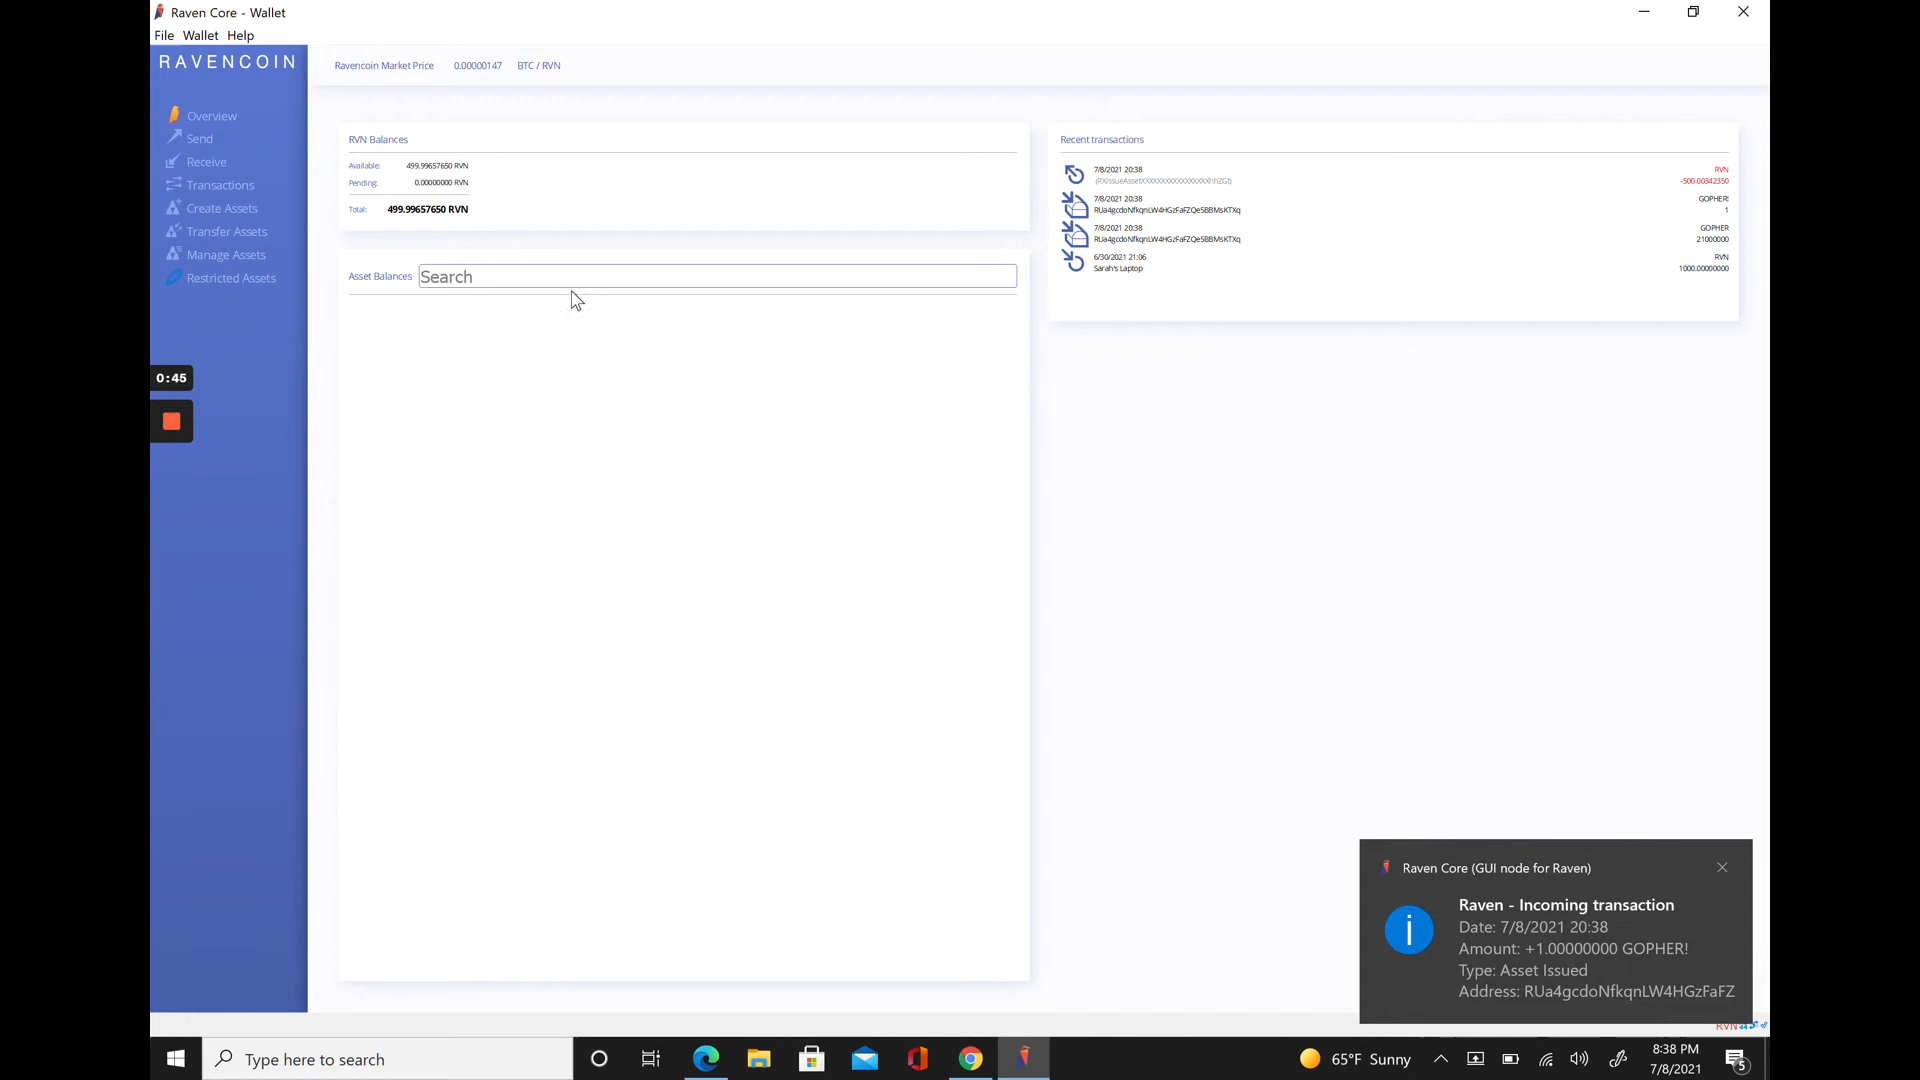 Raven Core - Wallet
File Wallet Help
RAVENCOIN
Ravencoin Market Price 0.00000147 BTC / RVN
Overview
Send
Receive
Transactions
Create Assets
Transfer Assets
Manage Assets
Restricted Assets
0:45
RVN Balances
Available: 499.99657650 RVN
Pending: 0.00000000 RVN
Total: 499.99657650 RVN
Asset Balances Search
Recent transactions
7/8/2021 20:38 RVN
-500.00342350
7/8/2021 20:38 GOPHER!
RUa4gcdoNfkqnLW4HGzFaFZQe5BBMsKTXq 1
7/8/2021 20:38 GOPHER
RUa4gcdoNfkqnLW4HGzFaFZQe5BBMsKTXq 21000000
6/30/2021 21:06 RVN
Sarah's Laptop 1000.00000000
Raven Core (GUI node for Raven)
Raven - Incoming transaction
Date: 7/8/2021 20:38
Amount: +1.00000000 GOPHER!
Type: Asset Issued
Address: RUa4gcdoNfkqnLW4HGzFaFZ
RVN
Type here to search
65°F Sunny
8:38 PM
7/8/2021
5